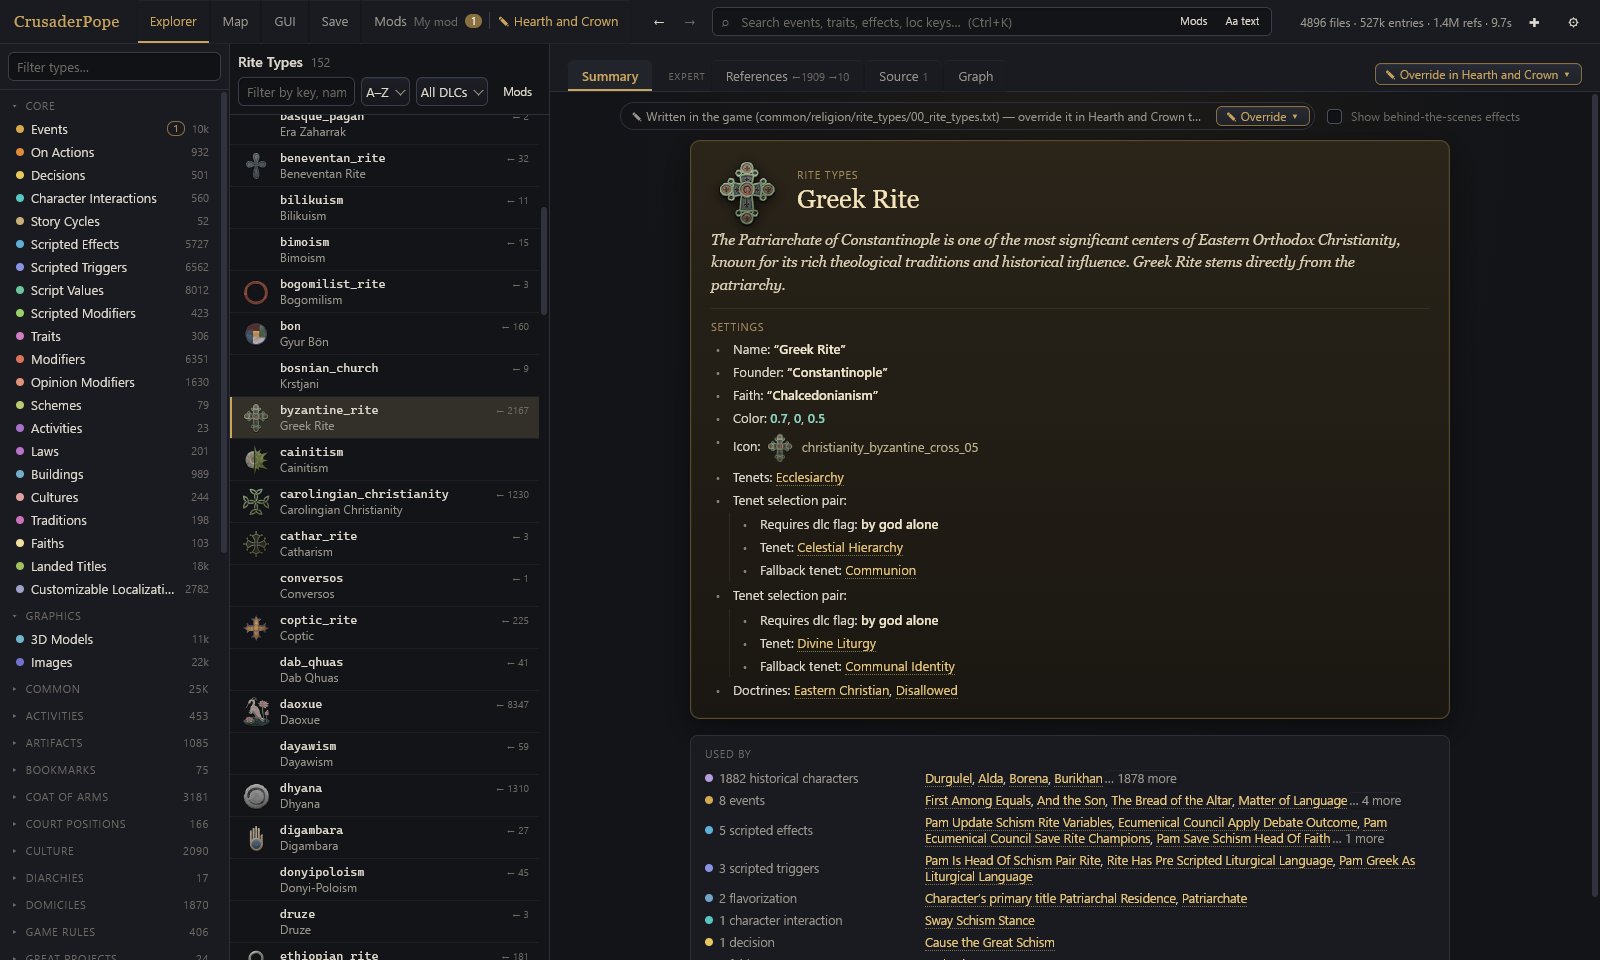 CrusaderPope
Explorer
Map
GUI
Save
Mods My mod 1
Hearth and Crown
← →
Search events, traits, effects, loc keys... (Ctrl+K)
Mods
Aa text
4896 files · 527k entries · 1.4M refs · 9.7s
Filter types...
CORE
Events 1 10k
On Actions 932
Decisions 501
Character Interactions 560
Story Cycles 52
Scripted Effects 5727
Scripted Triggers 6562
Script Values 8012
Scripted Modifiers 423
Traits 306
Modifiers 6351
Opinion Modifiers 1630
Schemes 79
Activities 23
Laws 201
Buildings 989
Cultures 244
Traditions 198
Faiths 103
Landed Titles 18k
Customizable Localizati... 2782
GRAPHICS
3D Models 11k
Images 22k
COMMON 25K
ACTIVITIES 453
ARTIFACTS 1085
BOOKMARKS 75
COAT OF ARMS 3181
COURT POSITIONS 166
CULTURE 2090
DIARCHIES 17
DOMICILES 1870
GAME RULES 406
GREAT PROJECTS 24
Rite Types 152
Filter by key, nam
A–Z
All DLCs
Mods
basque_pagan ← 2
Era Zaharrak
beneventan_rite ← 32
Beneventan Rite
bilikuism ← 11
Bilikuism
bimoism ← 15
Bimoism
bogomilist_rite ← 3
Bogomilism
bon ← 160
Gyur Bön
bosnian_church ← 9
Krstjani
byzantine_rite ← 2167
Greek Rite
cainitism
Cainitism
carolingian_christianity ← 1230
Carolingian Christianity
cathar_rite ← 3
Catharism
conversos ← 1
Conversos
coptic_rite ← 225
Coptic
dab_qhuas ← 41
Dab Qhuas
daoxue ← 8347
Daoxue
dayawism ← 59
Dayawism
dhyana ← 1310
Dhyana
digambara ← 27
Digambara
donyipoloism ← 45
Donyi-Poloism
druze ← 3
Druze
ethiopian_rite ← 181
Summary
EXPERT
References ←1909 →10
Source 1
Graph
Override in Hearth and Crown
Written in the game (common/religion/rite_types/00_rite_types.txt) — override it in Hearth and Crown t...
Override
Show behind-the-scenes effects
RITE TYPES
Greek Rite
The Patriarchate of Constantinople is one of the most significant centers of Eastern Orthodox Christianity,
known for its rich theological traditions and historical influence. Greek Rite stems directly from the
patriarchy.
SETTINGS
Name: “Greek Rite”
Founder: “Constantinople”
Faith: “Chalcedonianism”
Color: 0.7, 0, 0.5
Icon: christianity_byzantine_cross_05
Tenets: Ecclesiarchy
Tenet selection pair:
Requires dlc flag: by god alone
Tenet: Celestial Hierarchy
Fallback tenet: Communion
Tenet selection pair:
Requires dlc flag: by god alone
Tenet: Divine Liturgy
Fallback tenet: Communal Identity
Doctrines: Eastern Christian, Disallowed
USED BY
1882 historical characters Durgulel, Alda, Borena, Burikhan ... 1878 more
8 events First Among Equals, And the Son, The Bread of the Altar, Matter of Language ... 4 more
5 scripted effects Pam Update Schism Rite Variables, Ecumenical Council Apply Debate Outcome, Pam
Ecumenical Council Save Rite Champions, Pam Save Schism Head Of Faith ... 1 more
3 scripted triggers Pam Is Head Of Schism Pair Rite, Rite Has Pre Scripted Liturgical Language, Pam Greek As
Liturgical Language
2 flavorization Character’s primary title Patriarchal Residence, Patriarchate
1 character interaction Sway Schism Stance
1 decision Cause the Great Schism